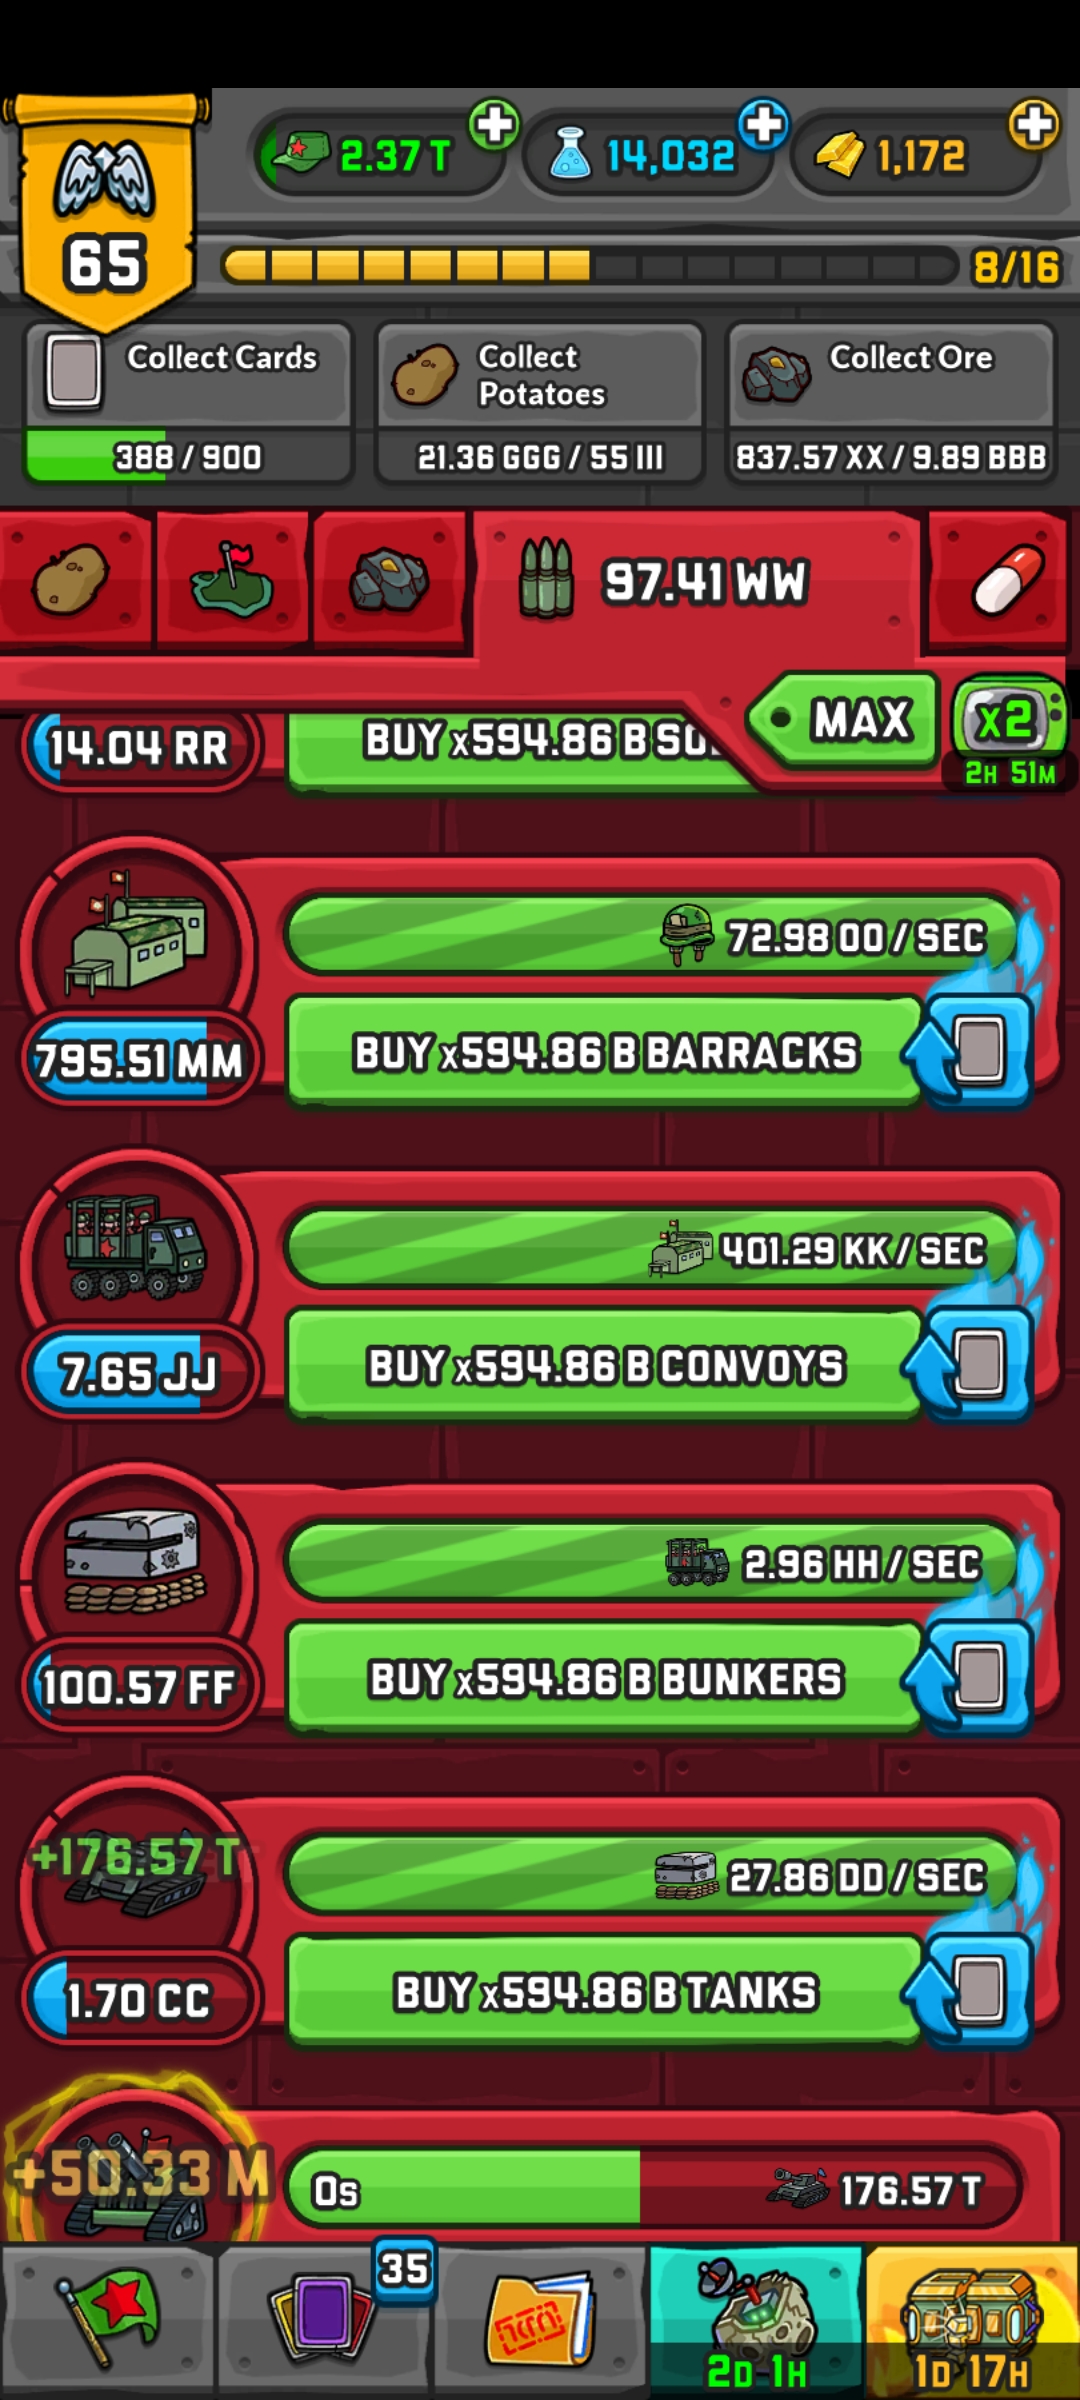 2.37 T
14,032
1,172
65
8/16
Collect Cards
388 / 900
Collect
Potatoes
21.36 GGG / 55 III
Collect Ore
837.57 XX / 9.89 BBB
97.41 WW
MAX
x2
2H 51M
14.04 RR
BUY x594.86 B
72.98 OO / SEC
795.51 MM
BUY x594.86 B BARRACKS
401.29 KK / SEC
7.65 JJ
BUY x594.86 B CONVOYS
2.96 HH / SEC
100.57 FF
BUY x594.86 B BUNKERS
+176.57 T
27.86 DD / SEC
1.70 CC
BUY x594.86 B TANKS
+50.33 M
0s
176.57 T
35
2D 1H
1D 17H